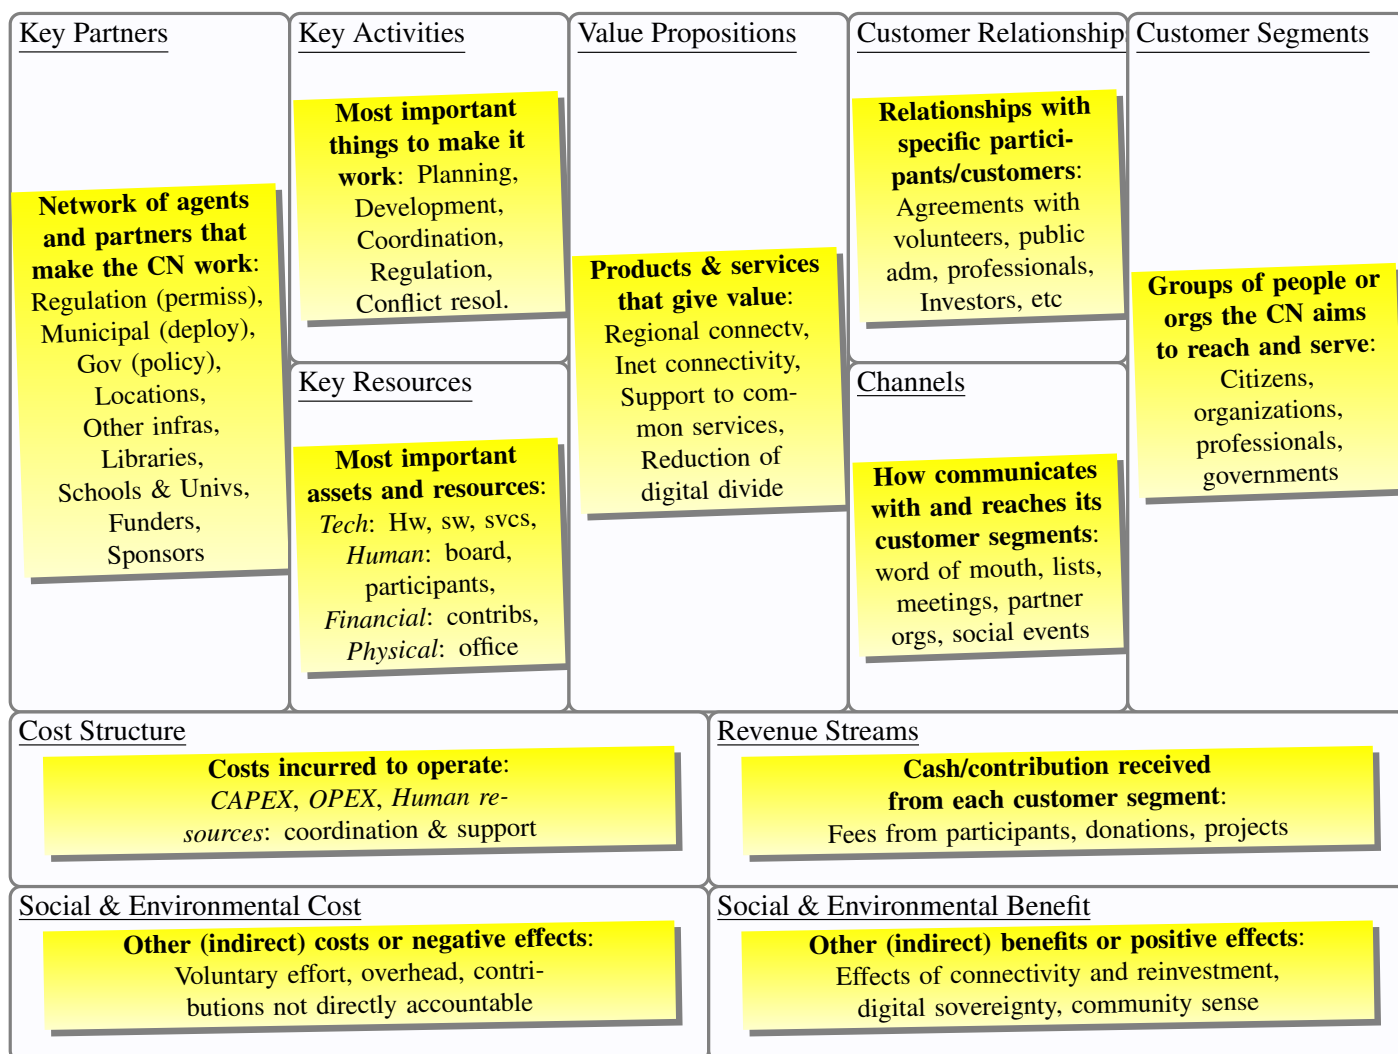 Key Partners
Network of agents
and partners that
make the CN work:
Regulation (permiss),
Municipal (deploy),
Gov (policy),
Locations,
Other infras,
Libraries,
Schools & Univs,
Funders,
Sponsors
Key Activities
Most important
things to make it
work: Planning,
Development,
Coordination,
Regulation,
Conflict resol.
Key Resources
Most important
assets and resources:
Tech: Hw, sw, svcs,
Human: board,
participants,
Financial: contribs,
Physical: office
Value Propositions
Products & services
that give value:
Regional connectv,
Inet connectivity,
Support to com-
mon services,
Reduction of
digital divide
Customer Relationship
Relationships with
specific partici-
pants/customers:
Agreements with
volunteers, public
adm, professionals,
Investors, etc
Channels
How communicates
with and reaches its
customer segments:
word of mouth, lists,
meetings, partner
orgs, social events
Customer Segments
Groups of people or
orgs the CN aims
to reach and serve:
Citizens,
organizations,
professionals,
governments
Cost Structure
Costs incurred to operate:
CAPEX, OPEX, Human re-
sources: coordination & support
Revenue Streams
Cash/contribution received
from each customer segment:
Fees from participants, donations, projects
Social & Environmental Cost
Other (indirect) costs or negative effects:
Voluntary effort, overhead, contri-
butions not directly accountable
Social & Environmental Benefit
Other (indirect) benefits or positive effects:
Effects of connectivity and reinvestment,
digital sovereignty, community sense